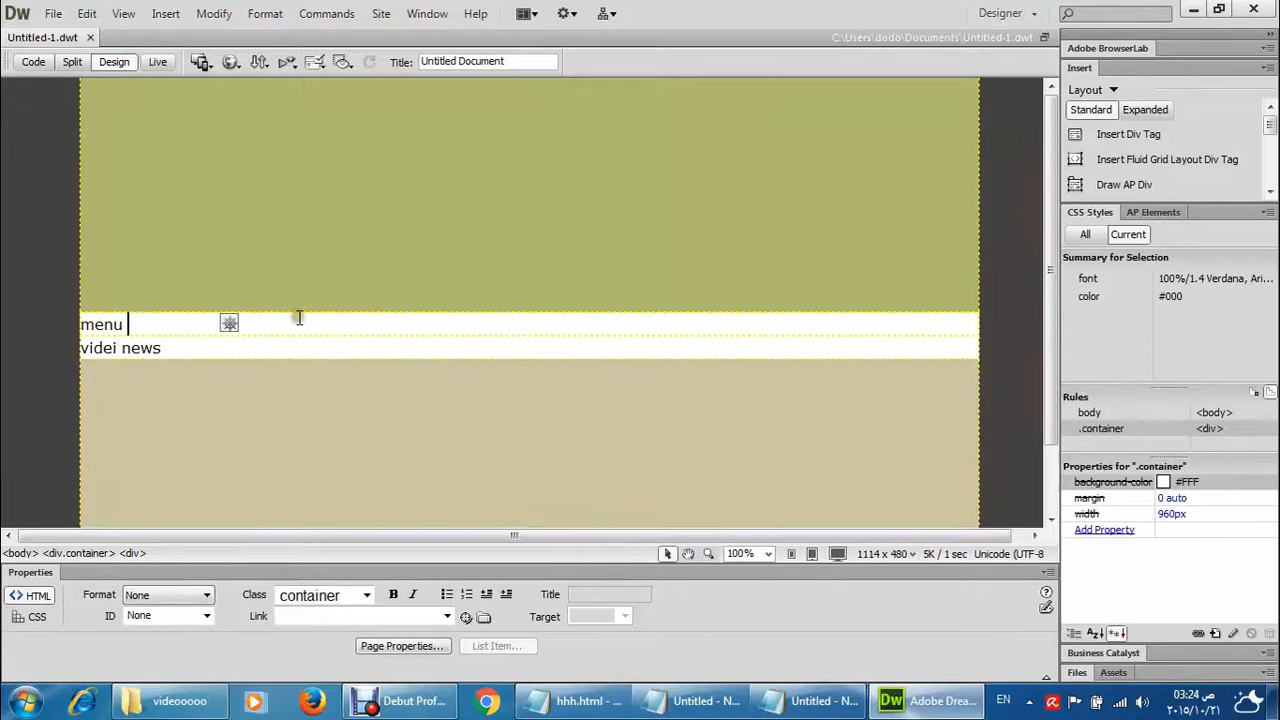 Dw File Edit View Insert Modify Format Commands Site Window Help Designer
Untitled-1.dwt C:\Users\dodo\Documents\Untitled-1.dwt
Code Split Design Live Title: Untitled Document
Adobe BrowserLab
Insert
Layout
Standard Expanded
Insert Div Tag
Insert Fluid Grid Layout Div Tag
Draw AP Div
CSS Styles AP Elements
All Current
Summary for Selection
font 100%/1.4 Verdana, Ari...
color #000
menu
videi news
Rules
body <body>
.container <div>
Properties for ".container"
background-color #FFF
margin 0 auto
width 960px
Add Property
<body> <div.container> <div> 100% 1114 x 480 5K / 1 sec Unicode (UTF-8
Properties
HTML Format None Class container B I Title
CSS ID None Link Target
Page Properties... List Item...
Business Catalyst
Files Assets
videooooo Debut Prof... hhh.html - ... Untitled - N... Untitled - N... Dw Adobe Drea... EN ص 03:24
٢٠١٥/١٠/٢١